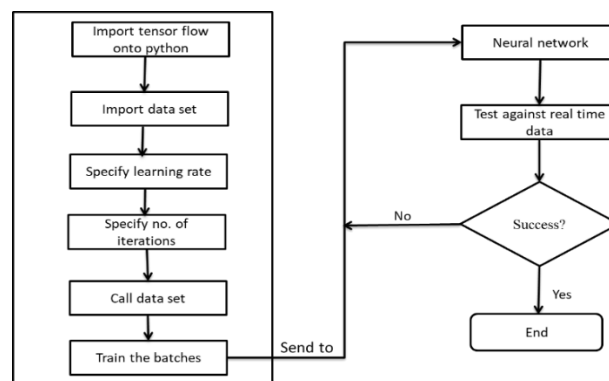 Import tensor flow
onto python
Import data set
Specify learning rate
Specify no. of
iterations
Call data set
Train the batches
Send to
Neural network
Test against real time
data
Success?
No
Yes
End